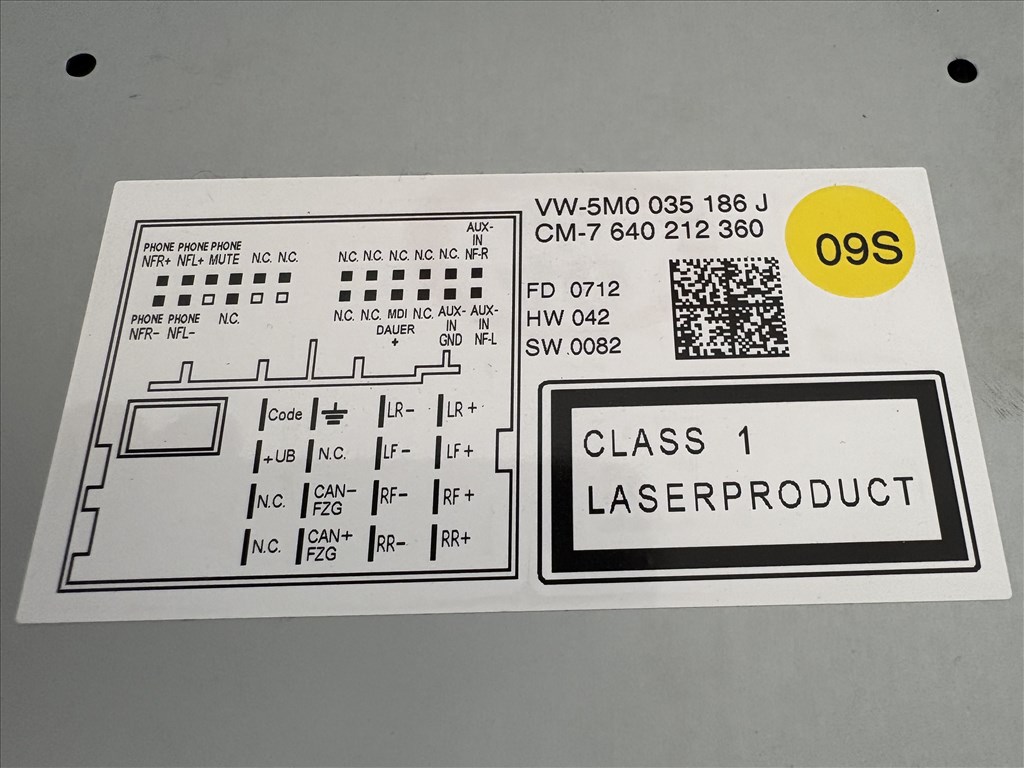 VW-5M0 035 186 J
CM-7 640 212 360
09S
FD 0712
HW 042
SW 0082
CLASS 1
LASERPRODUCT
PHONE PHONE PHONE
NFR+ NFL+ MUTE N.C. N.C.
PHONE PHONE N.C.
NFR- NFL-
AUX-
IN
N.C. N.C. N.C. N.C. N.C. NF-R
N.C. N.C. MDI N.C. AUX- AUX-
DAUER IN IN
+ GND NF-L
Code LR- LR+
+UB N.C. LF- LF+
N.C. CAN- FZG RF- RF+
N.C. CAN+ FZG RR- RR+